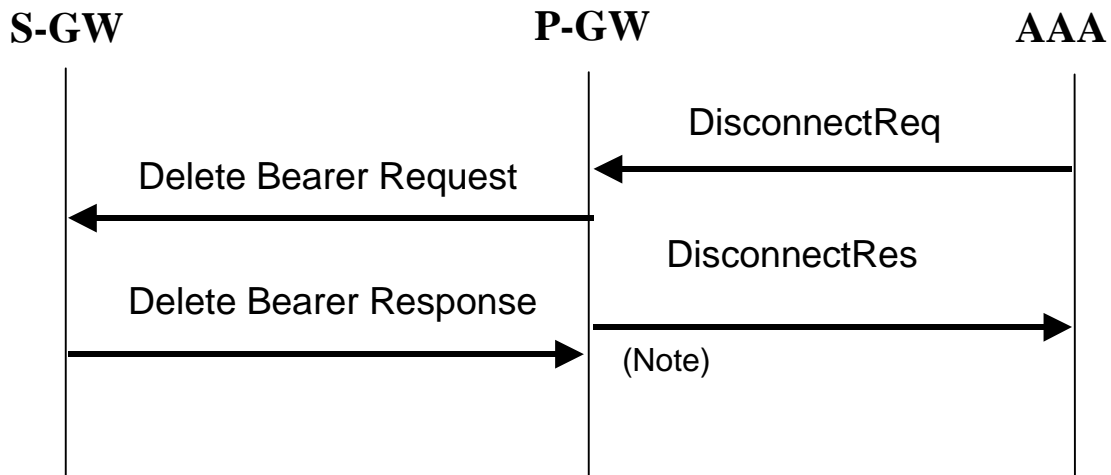 S-GW
P-GW
AAA
DisconnectReq
Delete Bearer Request
DisconnectRes
Delete Bearer Response
(Note)